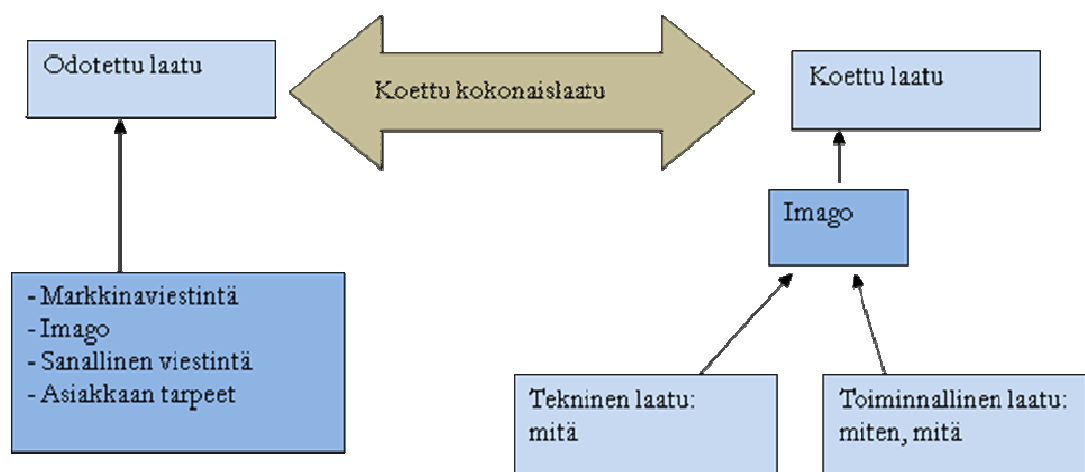 Odotettu laatu
Koettu kokonaislaatu
Koettu laatu
Imago
- Markkinaviestintä
- Imago
- Sanallinen viestintä
- Asiakkaan tarpeet
Tekninen laatu:
mitä
Toiminnallinen laatu:
miten, mitä